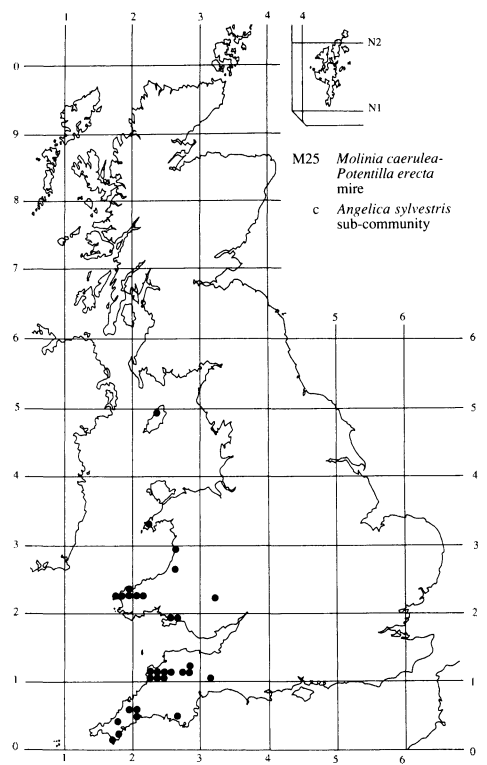 1 2 3 4 4
N2
0
N1
9
M25 Molinia caerulea-
Potentilla erecta
mire
8
c Angelica sylvestris
sub-community
7
5 6
6 6
5 5
4 4
3 3
2 2
1 1
0 0
1 2 3 4 5 6